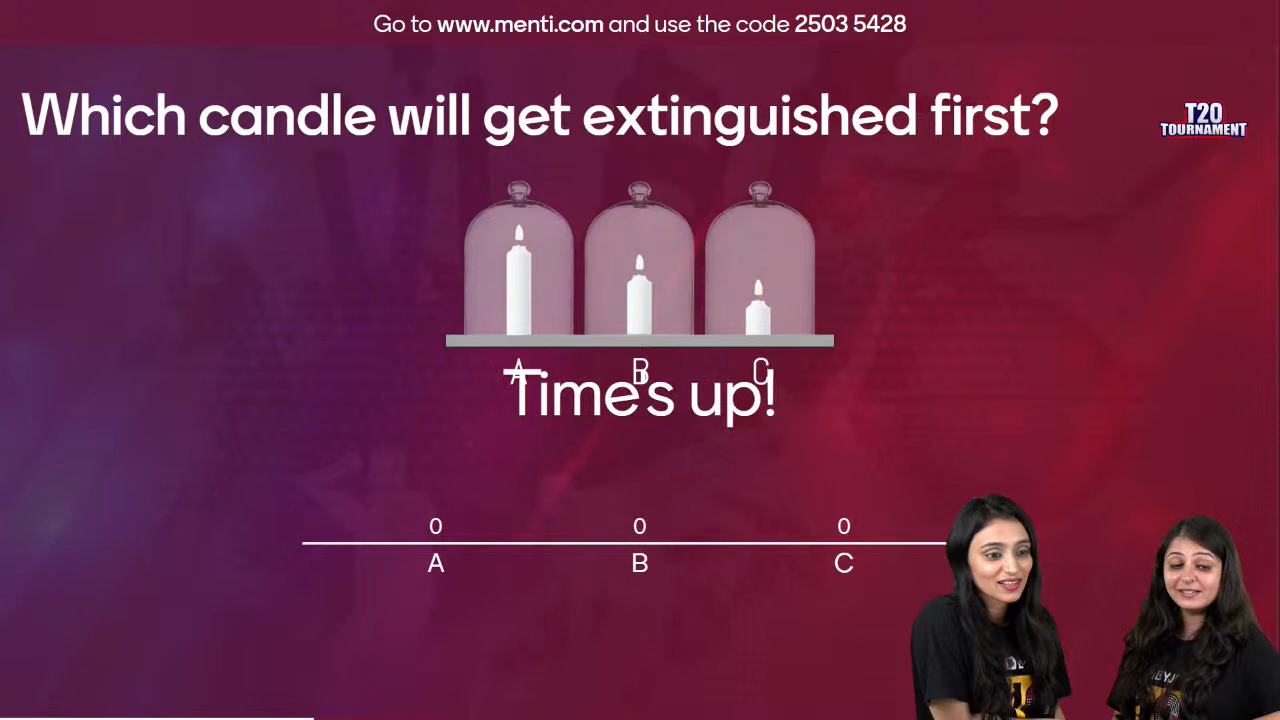 Go to www.menti.com and use the code 2503 5428
Which candle will get extinguished first?
T20
TOURNAMENT
A B C
Time's up!
0 0 0
A B C